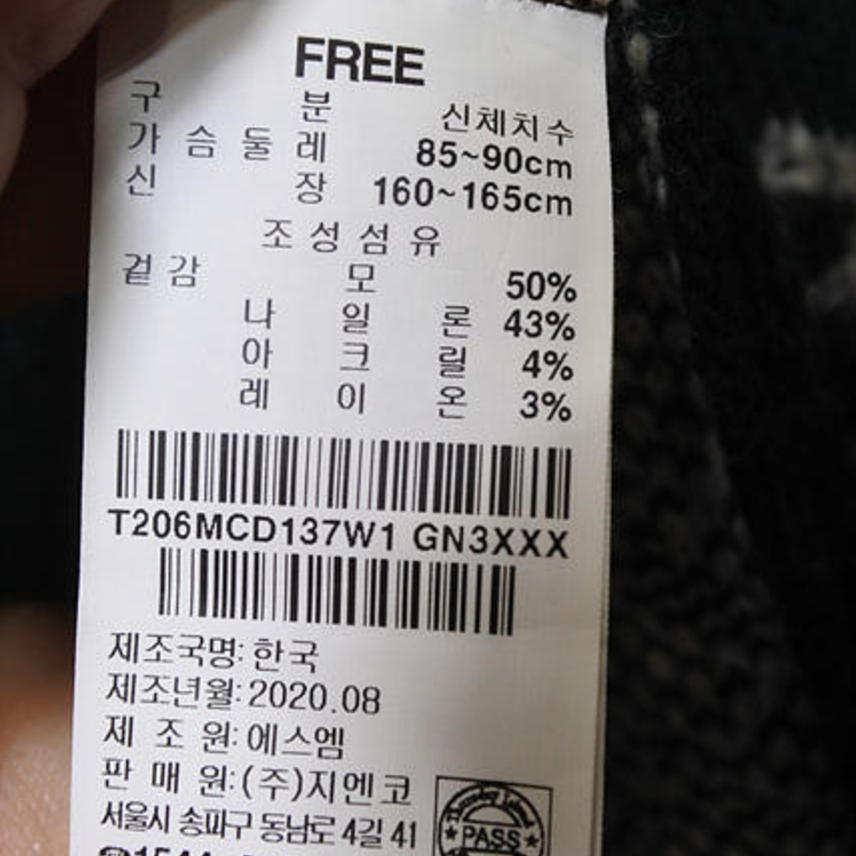 FREE
구 분 신체치수
가 슴 둘 레 85~90cm
신 장 160~165cm
조 성 섬 유
겉 감 모 50%
나 일 론 43%
아 크 릴 4%
레 이 온 3%
T206MCD137W1 GN3XXX
제조국명: 한국
제조년월: 2020.08
제 조 원: 에스엠
판 매 원: (주)지엔코
서울시 송파구 동남로 4길 41
Thursday Island
★ PASS ★